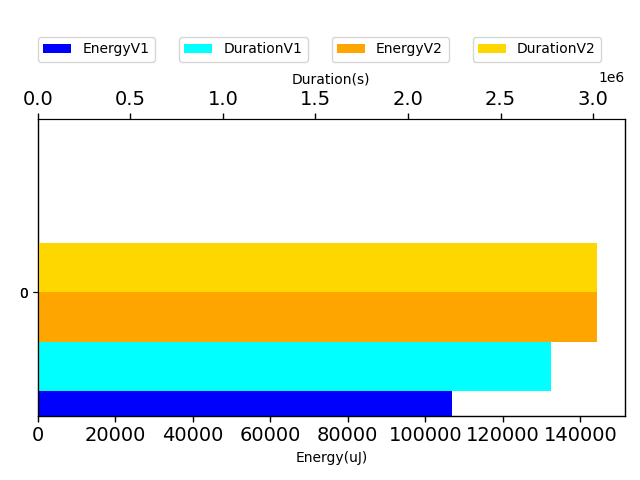 EnergyV1 DurationV1 EnergyV2 DurationV2
Duration(s)
1e6
0.0 0.5 1.0 1.5 2.0 2.5 3.0
0
0 20000 40000 60000 80000 100000 120000 140000
Energy(uJ)